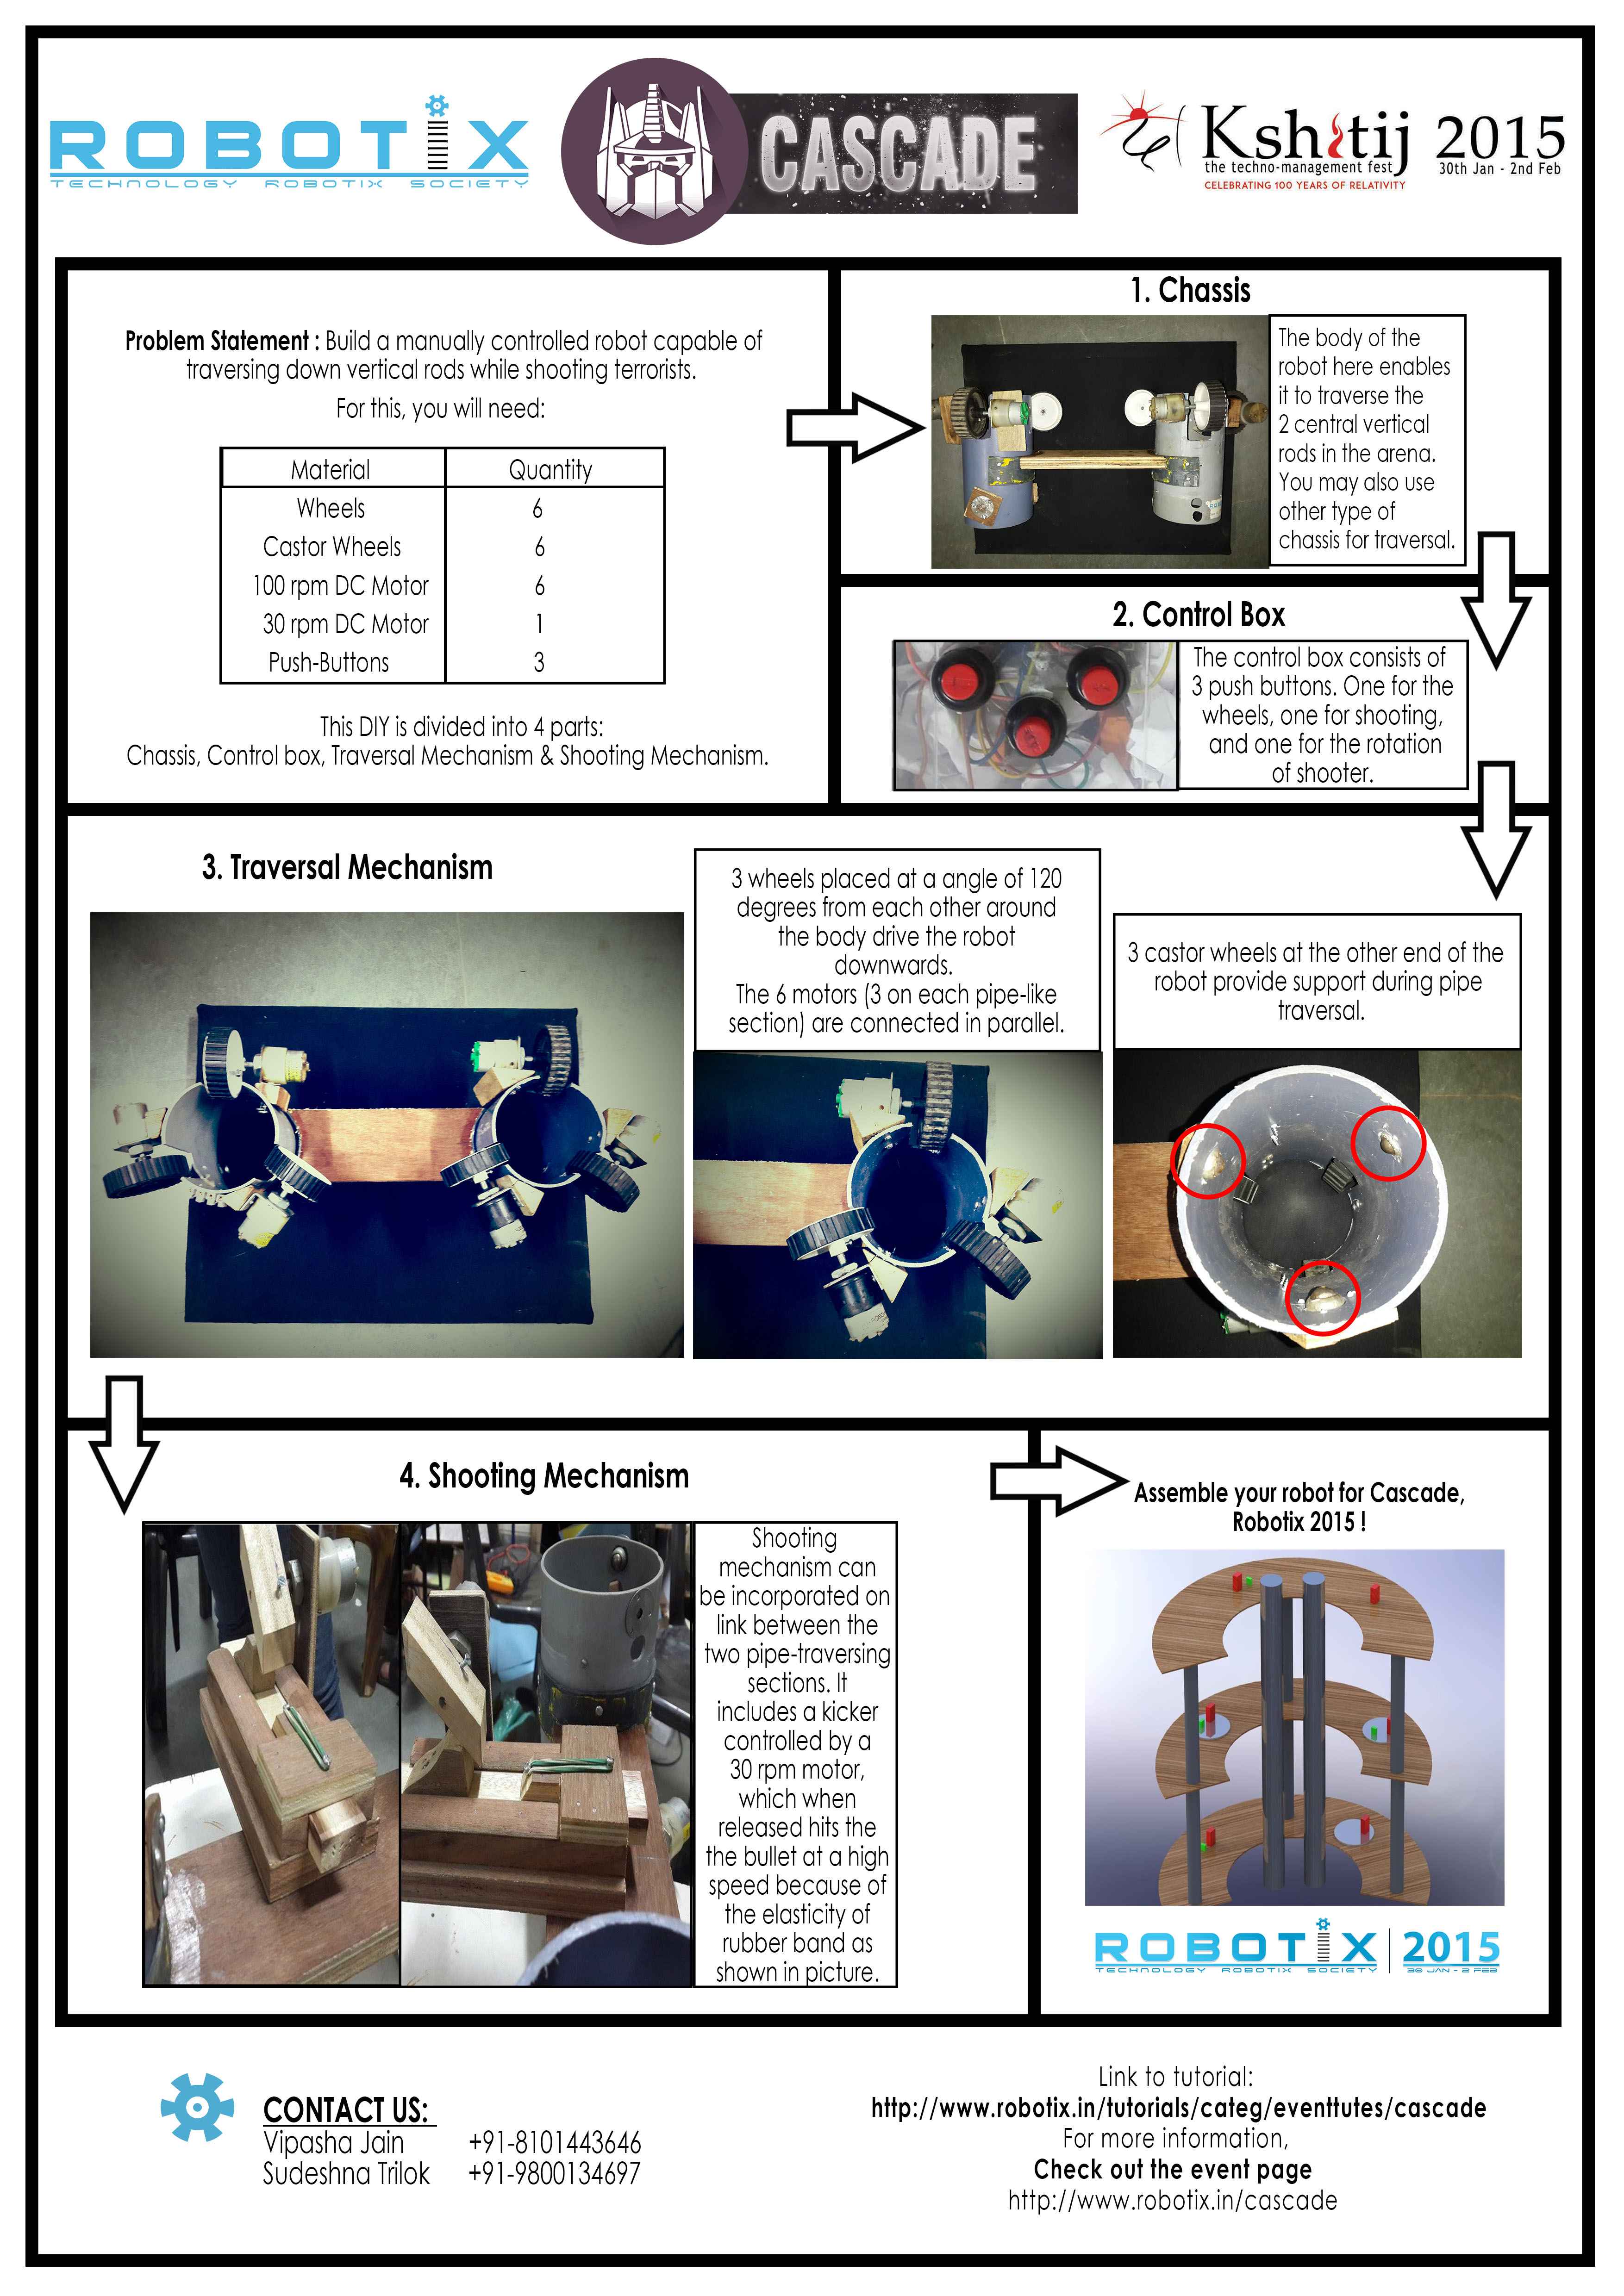 ROBOTIX
TECHNOLOGY ROBOTIX SOCIETY
CASCADE
Kshitij 2015
the techno-management fest
30th Jan - 2nd Feb
CELEBRATING 100 YEARS OF RELATIVITY
Problem Statement : Build a manually controlled robot capable of
traversing down vertical rods while shooting terrorists.
For this, you will need:
Material Quantity
Wheels 6
Castor Wheels 6
100 rpm DC Motor 6
30 rpm DC Motor 1
Push-Buttons 3
This DIY is divided into 4 parts:
Chassis, Control box, Traversal Mechanism & Shooting Mechanism.
1. Chassis
The body of the
robot here enables
it to traverse the
2 central vertical
rods in the arena.
You may also use
other type of
chassis for traversal.
2. Control Box
The control box consists of
3 push buttons. One for the
wheels, one for shooting,
and one for the rotation
of shooter.
3. Traversal Mechanism
3 wheels placed at a angle of 120
degrees from each other around
the body drive the robot
downwards.
The 6 motors (3 on each pipe-like
section) are connected in parallel.
3 castor wheels at the other end of the
robot provide support during pipe
traversal.
4. Shooting Mechanism
Shooting
mechanism can
be incorporated on
link between the
two pipe-traversing
sections. It
includes a kicker
controlled by a
30 rpm motor,
which when
released hits the
the bullet at a high
speed because of
the elasticity of
rubber band as
shown in picture.
Assemble your robot for Cascade,
Robotix 2015 !
ROBOTIX 2015
TECHNOLOGY ROBOTIX SOCIETY 30 JAN - 2 FEB
CONTACT US:
Vipasha Jain +91-8101443646
Sudeshna Trilok +91-9800134697
Link to tutorial:
http://www.robotix.in/tutorials/categ/eventtutes/cascade
For more information,
Check out the event page
http://www.robotix.in/cascade